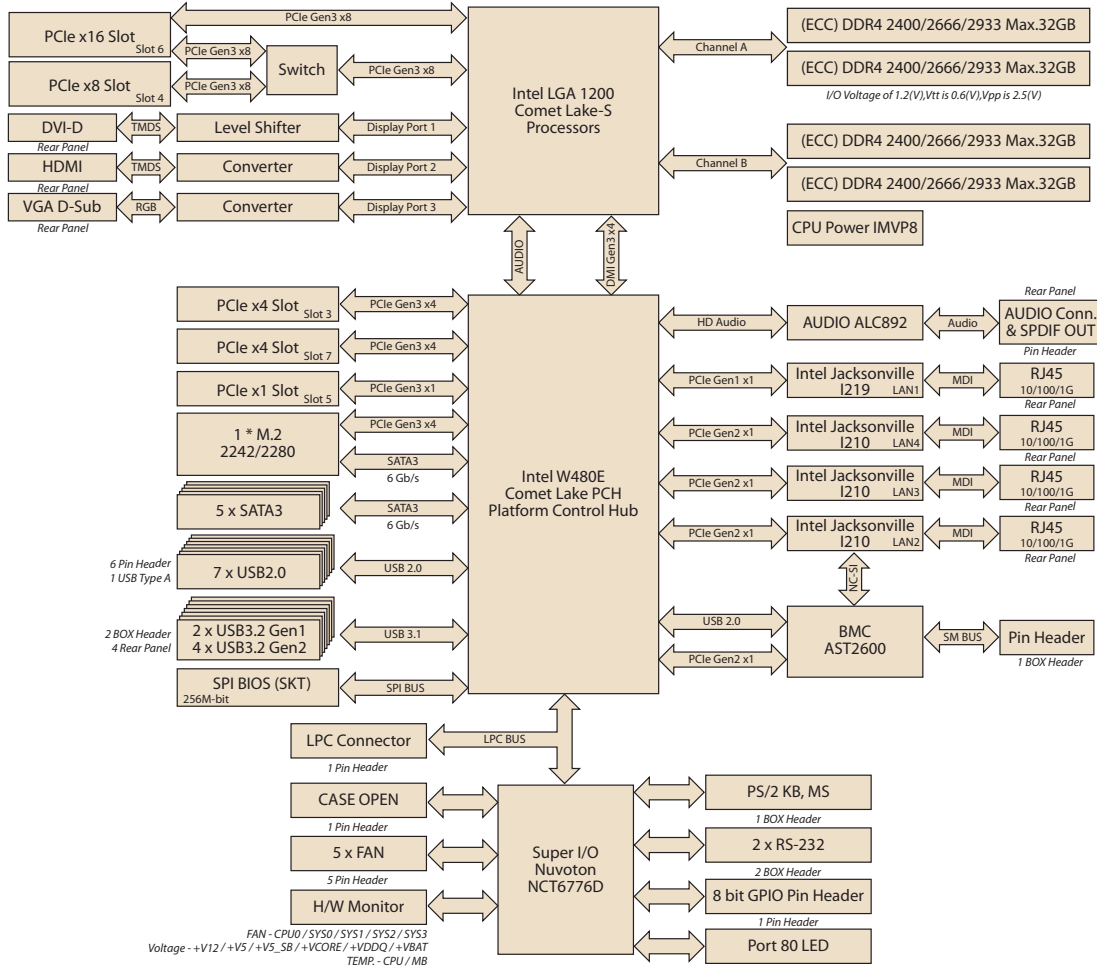 PCIe x16 Slot
Slot 6
PCIe Gen3 x8
PCIe Gen3 x8
PCIe x8 Slot
Slot 4
PCIe Gen3 x8
Switch
PCIe Gen3 x8
DVI-D
Rear Panel
TMDS
Level Shifter
Display Port 1
HDMI
Rear Panel
TMDS
Converter
Display Port 2
VGA D-Sub
Rear Panel
RGB
Converter
Display Port 3
Intel LGA 1200
Comet Lake-S
Processors
Channel A
(ECC) DDR4 2400/2666/2933 Max.32GB
(ECC) DDR4 2400/2666/2933 Max.32GB
I/O Voltage of 1.2(V),Vtt is 0.6(V),Vpp is 2.5(V)
Channel B
(ECC) DDR4 2400/2666/2933 Max.32GB
(ECC) DDR4 2400/2666/2933 Max.32GB
CPU Power IMVP8
AUDIO
DMI Gen3 x4
PCIe x4 Slot
Slot 3
PCIe Gen3 x4
PCIe x4 Slot
Slot 7
PCIe Gen3 x4
PCIe x1 Slot
Slot 5
PCIe Gen3 x1
1 * M.2
2242/2280
PCIe Gen3 x4
SATA3
6 Gb/s
5 x SATA3
SATA3
6 Gb/s
6 Pin Header
1 USB Type A
7 x USB2.0
USB 2.0
2 BOX Header
4 Rear Panel
2 x USB3.2 Gen1
4 x USB3.2 Gen2
USB 3.1
SPI BIOS (SKT)
256M-bit
SPI BUS
Intel W480E
Comet Lake PCH
Platform Control Hub
HD Audio
AUDIO ALC892
Audio
Rear Panel
AUDIO Conn.
& SPDIF OUT
Pin Header
PCIe Gen1 x1
Intel Jacksonville
I219
LAN1
MDI
RJ45
10/100/1G
Rear Panel
PCIe Gen2 x1
Intel Jacksonville
I210
LAN4
MDI
RJ45
10/100/1G
Rear Panel
PCIe Gen2 x1
Intel Jacksonville
I210
LAN3
MDI
RJ45
10/100/1G
Rear Panel
PCIe Gen2 x1
Intel Jacksonville
I210
LAN2
MDI
RJ45
10/100/1G
Rear Panel
NC-SI
USB 2.0
PCIe Gen2 x1
BMC
AST2600
SM BUS
Pin Header
1 BOX Header
LPC Connector
1 Pin Header
LPC BUS
CASE OPEN
1 Pin Header
5 x FAN
5 Pin Header
H/W Monitor
FAN - CPU0 / SYS0 / SYS1 / SYS2 / SYS3
Voltage - +V12 / +V5 / +V5_SB / +VCORE / +VDDQ / +VBAT
TEMP. - CPU / MB
Super I/O
Nuvoton
NCT6776D
PS/2 KB, MS
1 BOX Header
2 x RS-232
2 BOX Header
8 bit GPIO Pin Header
1 Pin Header
Port 80 LED